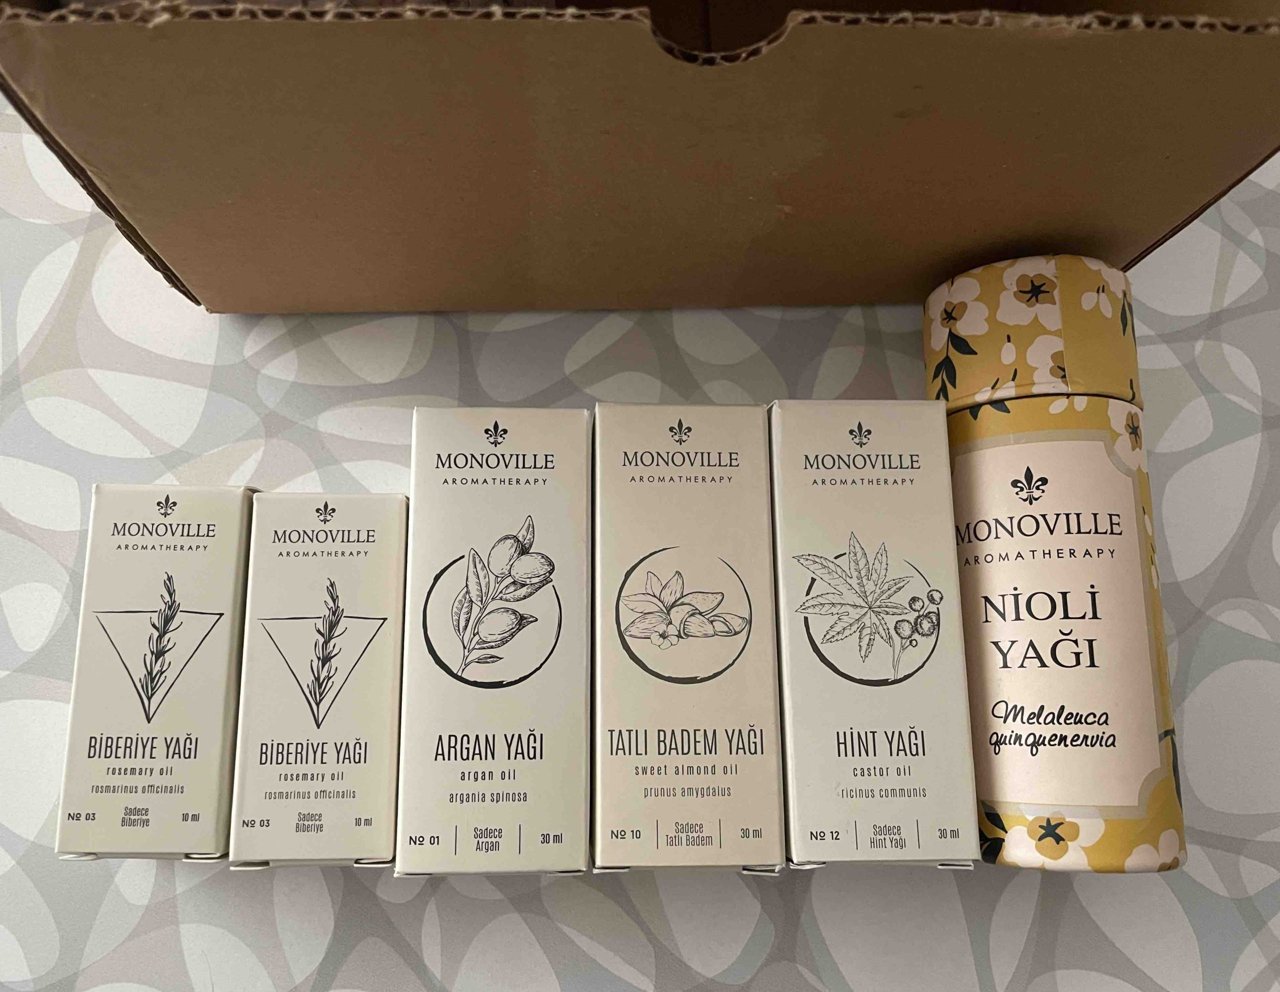 MONOVILLE
AROMATHERAPY
BİBERİYE YAĞI
rosemary oil
rosmarinus officinalis
Nº 03
Sadece
Biberiye
10 ml
MONOVILLE
AROMATHERAPY
BİBERİYE YAĞI
rosemary oil
rosmarinus officinalis
Nº 03
Sadece
Biberiye
10 ml
MONOVILLE
AROMATHERAPY
ARGAN YAĞI
argan oil
argania spinosa
Nº 01
Sadece
Argan
30 ml
MONOVILLE
AROMATHERAPY
TATLI BADEM YAĞI
sweet almond oil
prunus amygdalus
Nº 10
Sadece
Tatlı Badem
30 ml
MONOVILLE
AROMATHERAPY
HİNT YAĞI
castor oil
ricinus communis
Nº 12
Sadece
Hint Yağı
30 ml
MONOVILLE
AROMATHERAPY
NİOLİ
YAĞI
Melaleuca
quinquenervia